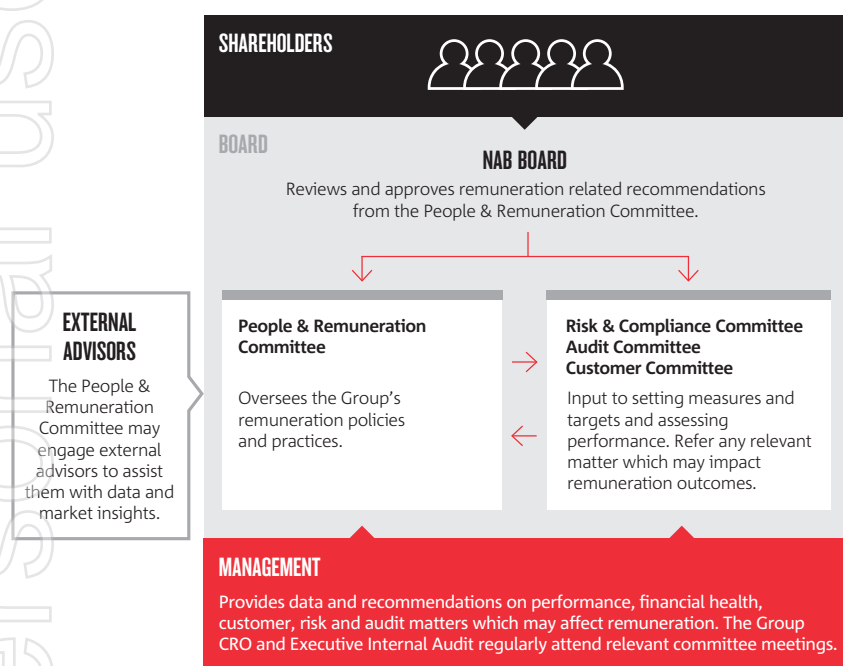 SHAREHOLDERS
BOARD
NAB BOARD
Reviews and approves remuneration related recommendations
from the People & Remuneration Committee.
EXTERNAL
ADVISORS
The People &
Remuneration
Committee may
engage external
advisors to assist
them with data and
market insights.
People & Remuneration
Committee
Oversees the Group's
remuneration policies
and practices.
Risk & Compliance Committee
Audit Committee
Customer Committee
Input to setting measures and
targets and assessing
performance. Refer any relevant
matter which may impact
remuneration outcomes.
MANAGEMENT
Provides data and recommendations on performance, financial health,
customer, risk and audit matters which may affect remuneration. The Group
CRO and Executive Internal Audit regularly attend relevant committee meetings.